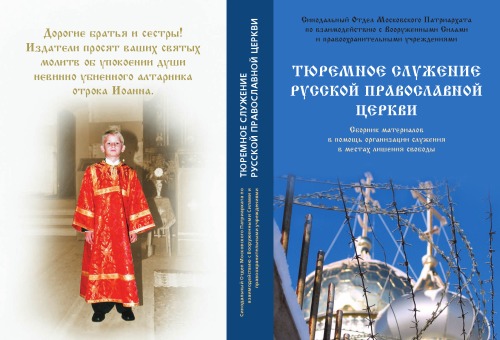 Дорогие братья и сестры!
Издатели просят ваших святых
молитв об упокоении души
невинно убиенного алтарника
отрока Иоанна.
ТЮРЕМНОЕ СЛУЖЕНИЕ
РУССКОЙ ПРАВОСЛАВНОЙ ЦЕРКВИ
Синодальный Отдел Московского Патриархата по
взаимодействию с Вооруженными Силами и
правоохранительными учреждениями
Синодальный Отдел Московского Патриархата
по взаимодействию с Вооруженными Силами
и правоохранительными учреждениями
ТЮРЕМНОЕ СЛУЖЕНИЕ
РУССКОЙ ПРАВОСЛАВНОЙ
ЦЕРКВИ
Сборник материалов
в помощь организации служения
в местах лишения свободы